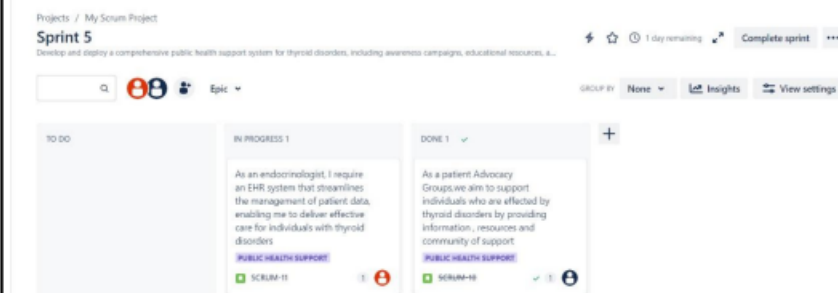 Projects / My Scrum Project
Sprint 5
1 day remaining
Complete sprint
Develop and deploy a comprehensive public health support system for thyroid disorders, including awareness campaigns, educational resources, a...
Epic
GROUP BY None
Insights
View settings
TO DO
IN PROGRESS 1
DONE 1
As an endocrinologist, I require
an EHR system that streamlines
the management of patient data,
enabling me to deliver effective
care for individuals with thyroid
disorders
PUBLIC HEALTH SUPPORT
SCRUM-11
1
As a patient Advocacy
Groups,we aim to support
individuals who are effected by
thyroid disorders by providing
information , resources and
community of support
PUBLIC HEALTH SUPPORT
SCRUM-10
1